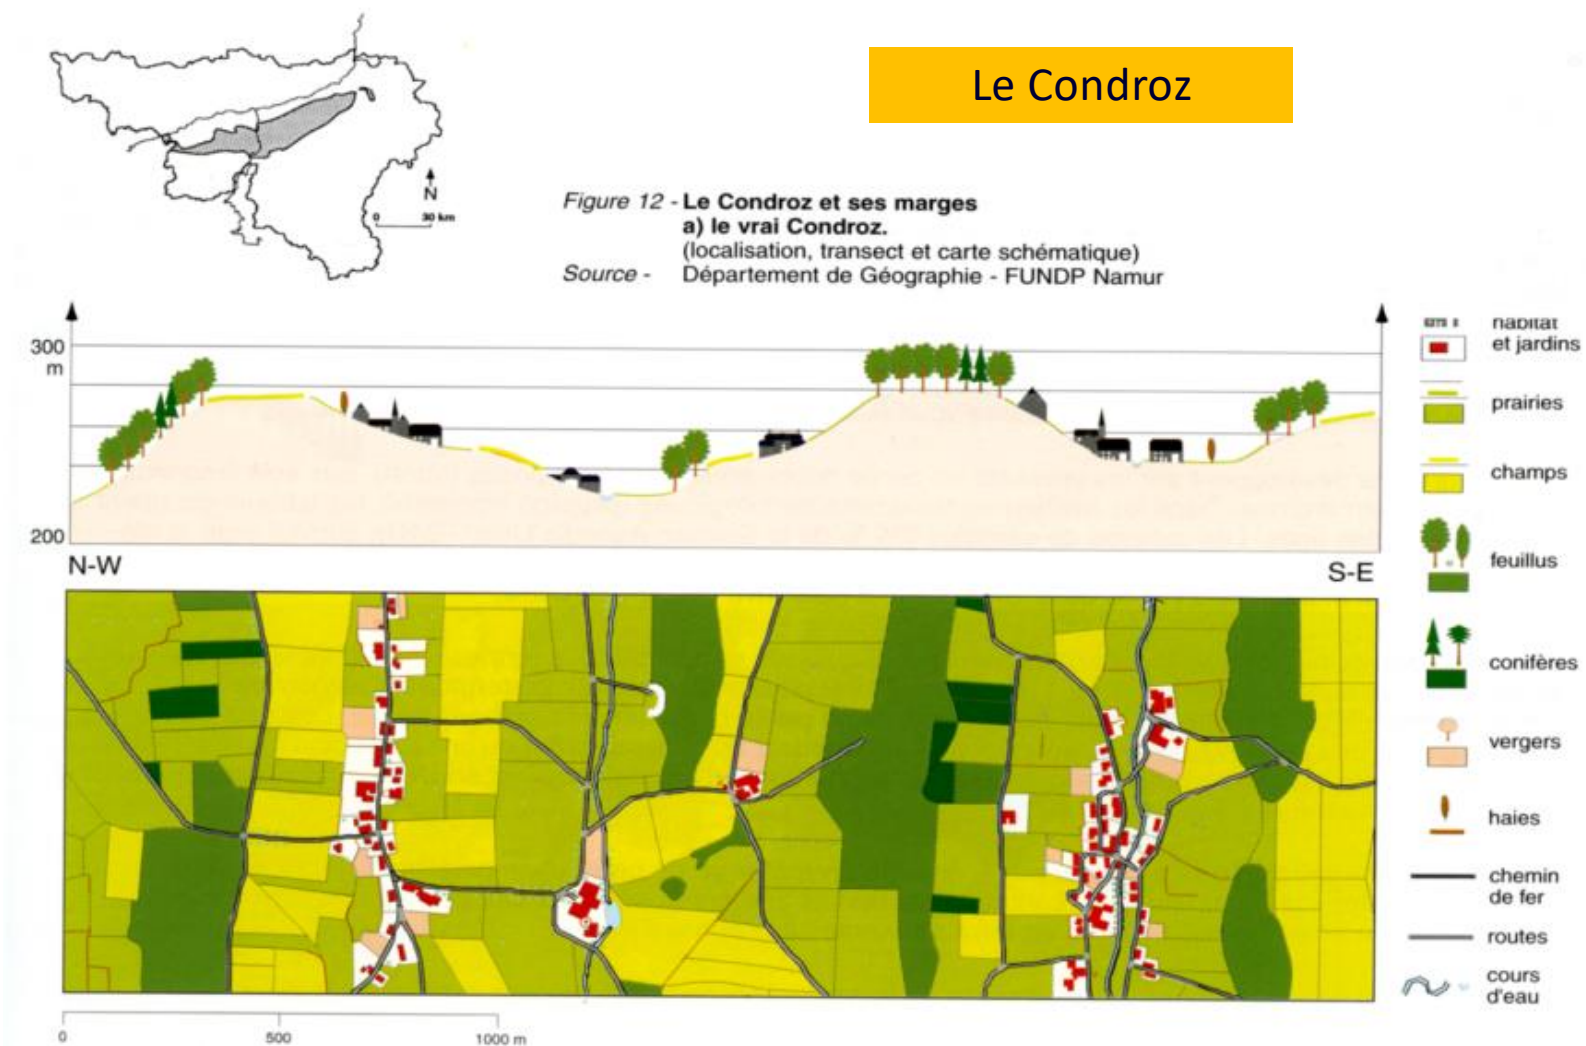 Le Condroz
N
0 30 km
Figure 12 - Le Condroz et ses marges
a) le vrai Condroz.
(localisation, transect et carte schématique)
Source - Département de Géographie - FUNDP Namur
300
m
200
N-W
S-E
habitat
et jardins
prairies
champs
feuillus
conifères
vergers
haies
chemin
de fer
routes
cours
d'eau
0 500 1000 m